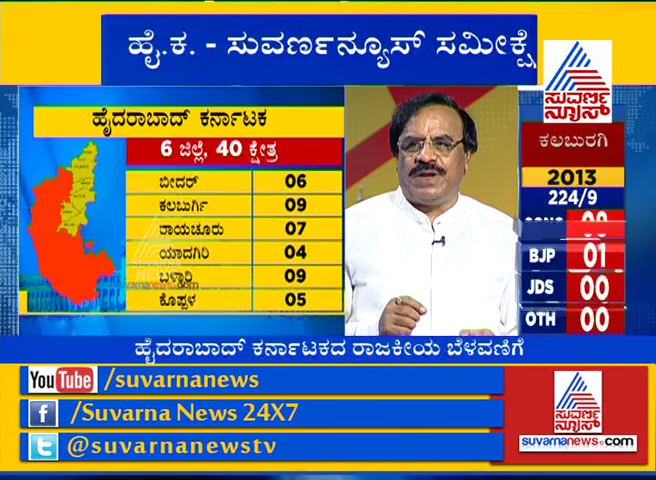 ಹೈ.ಕ. - ಸುವರ್ಣನ್ಯೂಸ್ ಸಮೀಕ್ಷೆ
ಸುವರ್ಣ
ನ್ಯೂಸ್
ಹೈದರಾಬಾದ್ ಕರ್ನಾಟಕ
6 ಜಿಲ್ಲೆ, 40 ಕ್ಷೇತ್ರ
ಬೀದರ್ 06
ಕಲಬುರ್ಗಿ 09
ರಾಯಚೂರು 07
ಯಾದಗಿರಿ 04
ಬಳ್ಳಾರಿ 09
ಕೊಪ್ಪಳ 05
ಕಲಬುರಗಿ
2013
224/9
BJP 01
JDS 00
OTH 00
ಹೈದರಾಬಾದ್ ಕರ್ನಾಟಕದ ರಾಜಕೀಯ ಬೆಳವಣಿಗೆ
YouTube /suvarnanews
f /Suvarna News 24X7
@suvarnanewstv
ಸುವರ್ಣ
ನ್ಯೂಸ್
suvarnanews.com